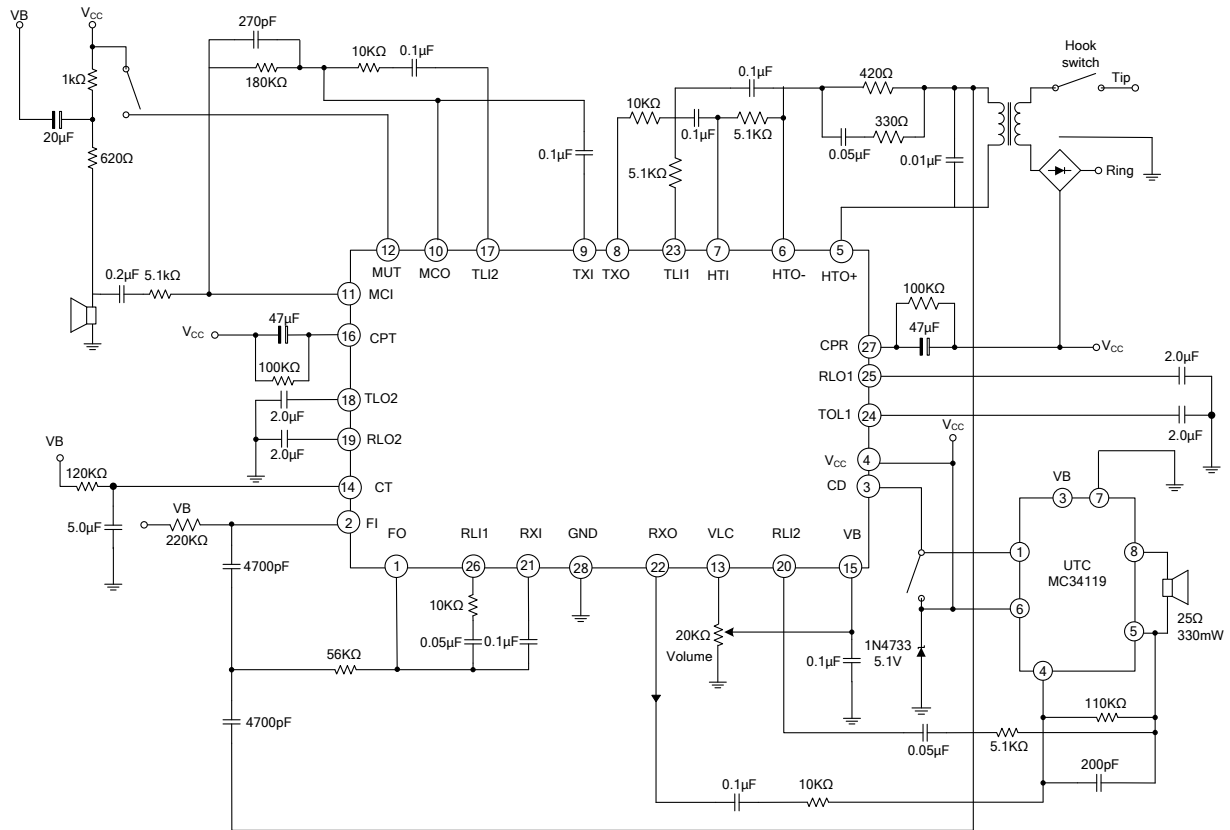 VB
VCC
270pF
1kΩ
180KΩ
10KΩ
0.1μF
20μF
620Ω
0.1μF
0.1μF
10KΩ
0.1μF
5.1KΩ
5.1KΩ
420Ω
330Ω
0.05μF
0.01μF
Hook
switch
Tip
Ring
12
10
17
9
8
23
7
6
5
MUT
MCO
TLI2
TXI
TXO
TLI1
HTI
HTO-
HTO+
0.2μF
5.1kΩ
11
MCI
VCC
47μF
100KΩ
16
CPT
18
TLO2
2.0μF
19
RLO2
2.0μF
VB
120KΩ
14
CT
5.0μF
VB
220KΩ
2
FI
100KΩ
47μF
CPR
27
VCC
RLO1
25
2.0μF
TOL1
24
2.0μF
VCC
VCC
4
CD
3
FO
RLI1
RXI
GND
RXO
VLC
RLI2
VB
1
26
21
28
22
13
20
15
4700pF
10KΩ
0.05μF
0.1μF
56KΩ
4700pF
20KΩ
Volume
0.1μF
1N4733
5.1V
VB
3
7
1
8
UTC
MC34119
6
5
4
25Ω
330mW
110KΩ
0.05μF
5.1KΩ
200pF
0.1μF
10KΩ